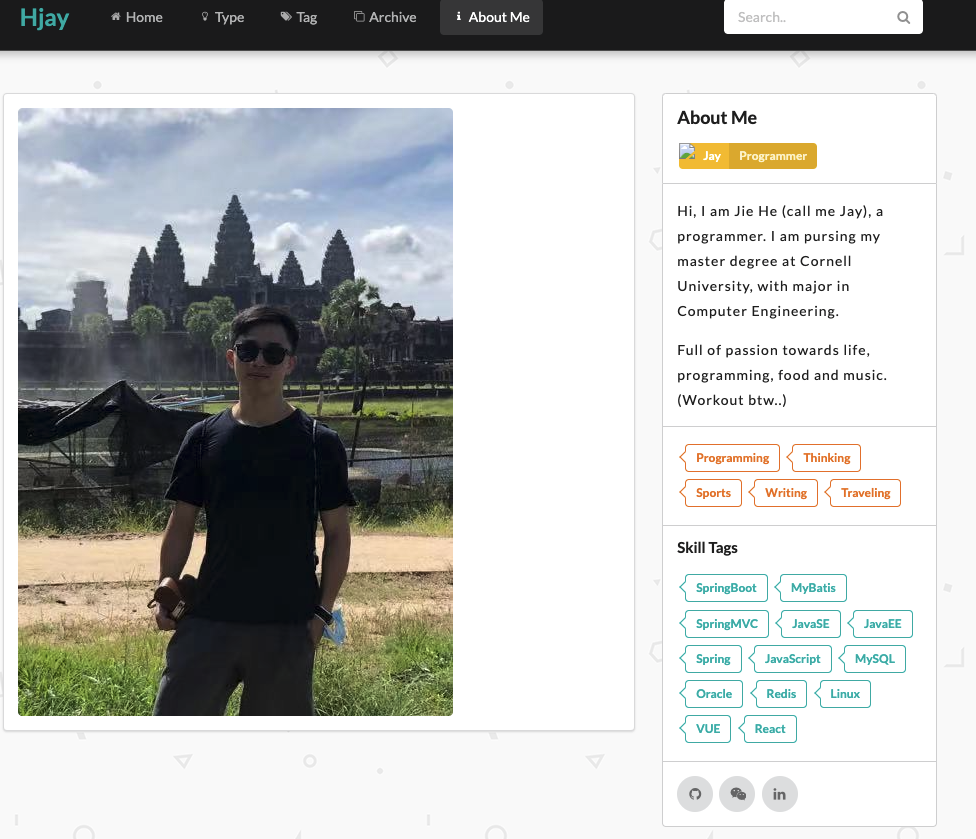 Hjay
Home
Type
Tag
Archive
About Me
Search..
About Me
Jay Programmer
Hi, I am Jie He (call me Jay), a
programmer. I am pursing my
master degree at Cornell
University, with major in
Computer Engineering.
Full of passion towards life,
programming, food and music.
(Workout btw..)
Programming Thinking
Sports Writing Traveling
Skill Tags
SpringBoot MyBatis
SpringMVC JavaSE JavaEE
Spring JavaScript MySQL
Oracle Redis Linux
VUE React
in